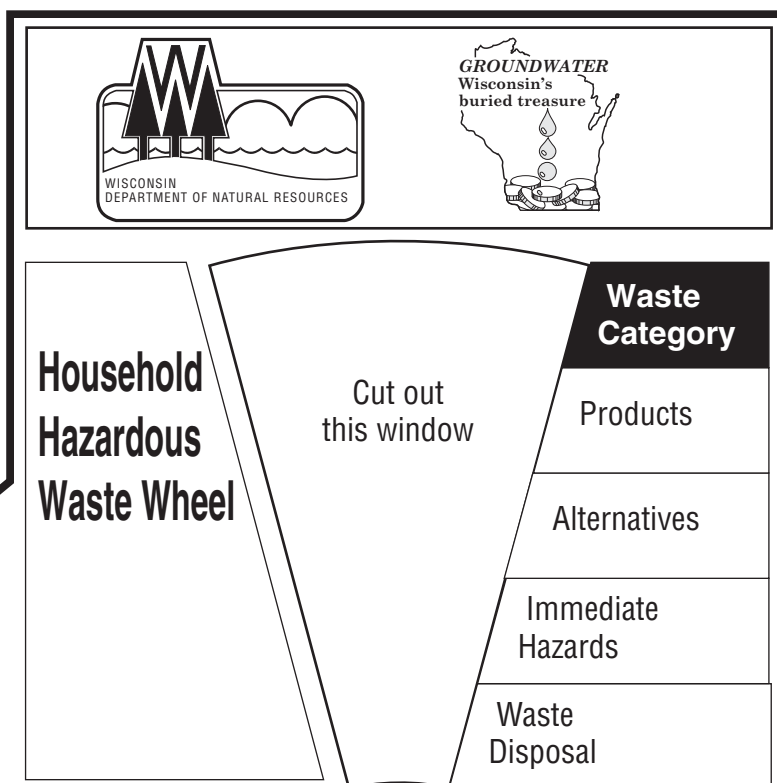 WISCONSIN
DEPARTMENT OF NATURAL RESOURCES
GROUNDWATER
Wisconsin's
buried treasure
Household
Hazardous
Waste Wheel
Cut out
this window
Waste
Category
Products
Alternatives
Immediate
Hazards
Waste
Disposal